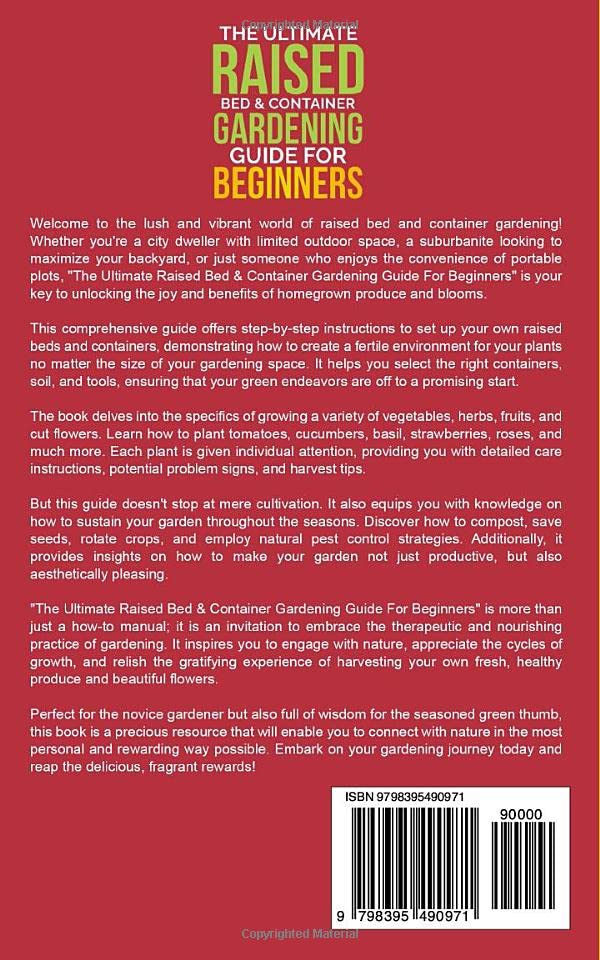 Copyrighted Material
THE ULTIMATE
RAISED
BED & CONTAINER
GARDENING
GUIDE FOR
BEGINNERS
Welcome to the lush and vibrant world of raised bed and container gardening!
Whether you're a city dweller with limited outdoor space, a suburbanite looking to
maximize your backyard, or just someone who enjoys the convenience of portable
plots, "The Ultimate Raised Bed & Container Gardening Guide For Beginners" is your
key to unlocking the joy and benefits of homegrown produce and blooms.
This comprehensive guide offers step-by-step instructions to set up your own raised
beds and containers, demonstrating how to create a fertile environment for your plants
no matter the size of your gardening space. It helps you select the right containers,
soil, and tools, ensuring that your green endeavors are off to a promising start.
The book delves into the specifics of growing a variety of vegetables, herbs, fruits, and
cut flowers. Learn how to plant tomatoes, cucumbers, basil, strawberries, roses, and
much more. Each plant is given individual attention, providing you with detailed care
instructions, potential problem signs, and harvest tips.
But this guide doesn't stop at mere cultivation. It also equips you with knowledge on
how to sustain your garden throughout the seasons. Discover how to compost, save
seeds, rotate crops, and employ natural pest control strategies. Additionally, it
provides insights on how to make your garden not just productive, but also
aesthetically pleasing.
"The Ultimate Raised Bed & Container Gardening Guide For Beginners" is more than
just a how-to manual; it is an invitation to embrace the therapeutic and nourishing
practice of gardening. It inspires you to engage with nature, appreciate the cycles of
growth, and relish the gratifying experience of harvesting your own fresh, healthy
produce and beautiful flowers.
Perfect for the novice gardener but also full of wisdom for the seasoned green thumb,
this book is a precious resource that will enable you to connect with nature in the most
personal and rewarding way possible. Embark on your gardening journey today and
reap the delicious, fragrant rewards!
ISBN 9798395490971
90000
9 798395 490971
Copyrighted Material